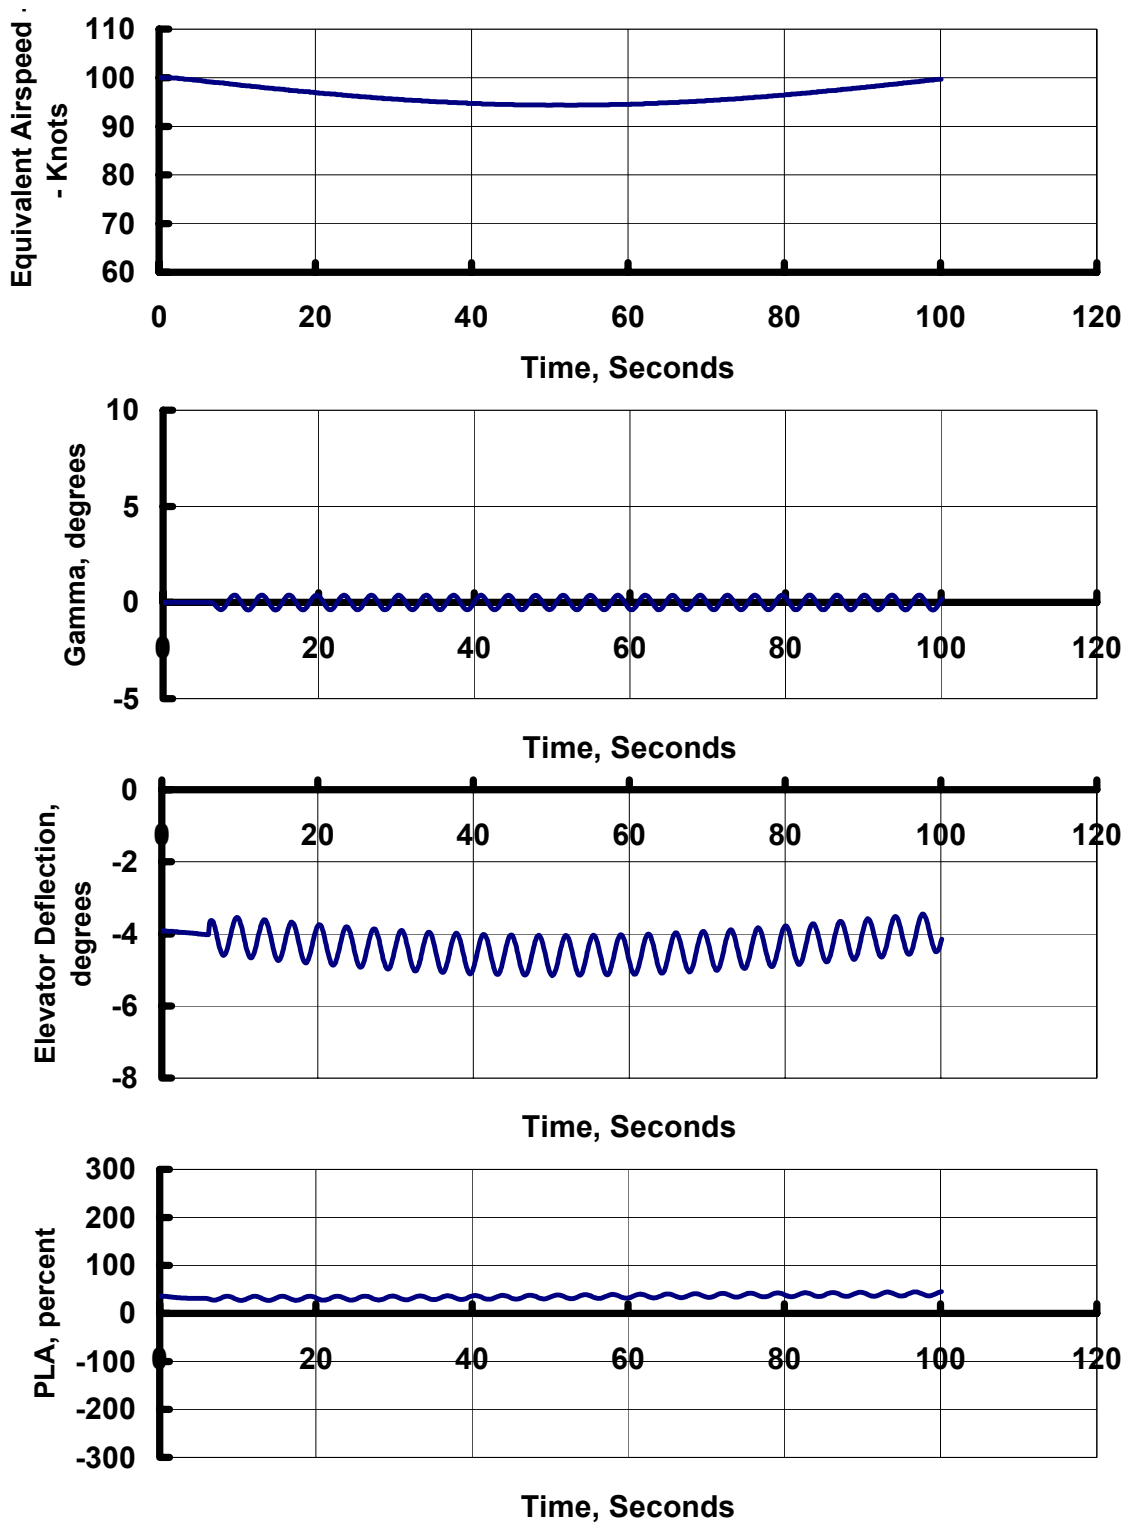 Equivalent Airspeed -
- Knots
110
100
90
80
70
60
0 20 40 60 80 100 120
Time, Seconds
Gamma, degrees
10
5
0
-5
0 20 40 60 80 100 120
Time, Seconds
Elevator Deflection,
degrees
0
-2
-4
-6
-8
0 20 40 60 80 100 120
Time, Seconds
PLA, percent
300
200
100
0
-100
-200
-300
0 20 40 60 80 100 120
Time, Seconds